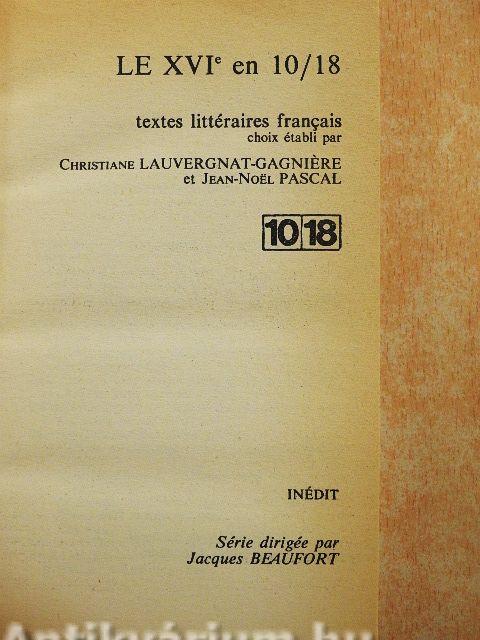 LE XVIe en 10/18
textes littéraires français
choix établi par
CHRISTIANE LAUVERGNAT-GAGNIÈRE
et JEAN-NOËL PASCAL
10 18
INÉDIT
Série dirigée par
Jacques BEAUFORT
Antikvárium.hu